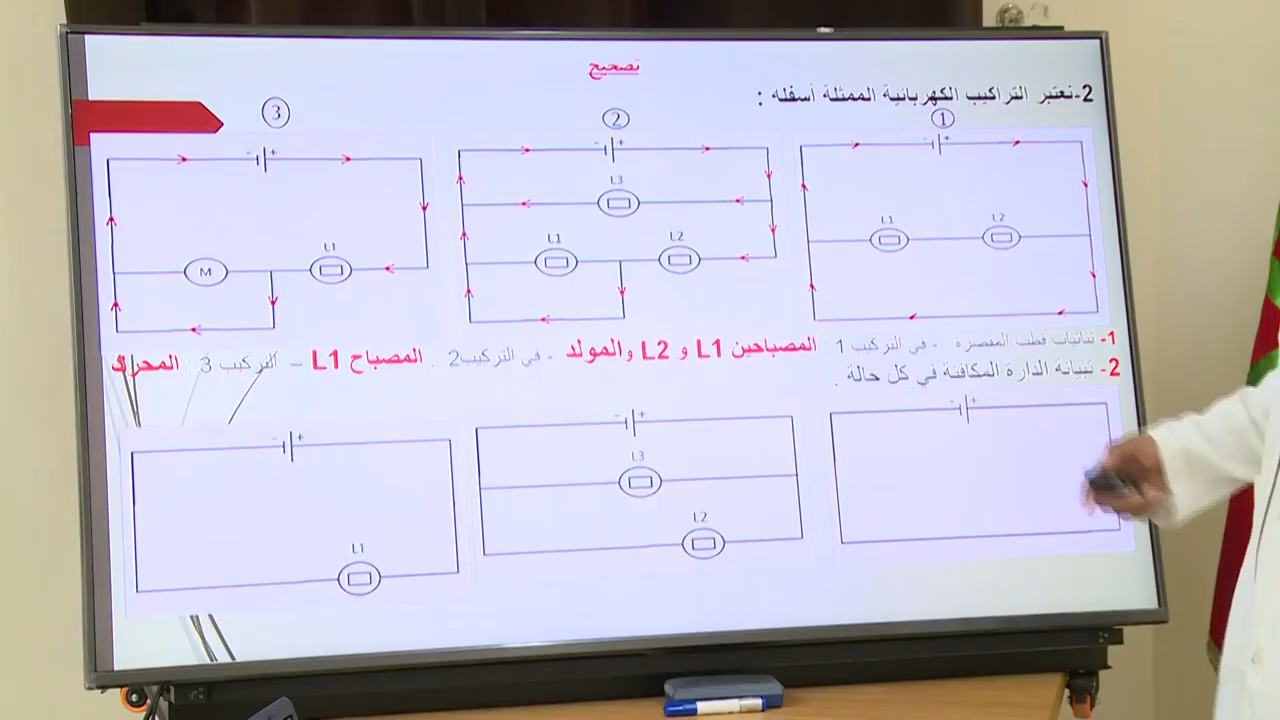 تصحيح
2-نعتبر التراكيب الكهربائية الممثلة أسفله :
1
2
3
- +
- +
- +
L3
L1 L2
L1 L2
L1
M
1- ثنائيات قطب المقصرة - في التركيب 1 : المصباحين L1 و L2 والمولد - في التركيب2 : المصباح L1 – التركيب 3 : المحرك
2- تبيانة الدارة المكافئة في كل حالة .
- +
- +
- +
L3
L2
L1